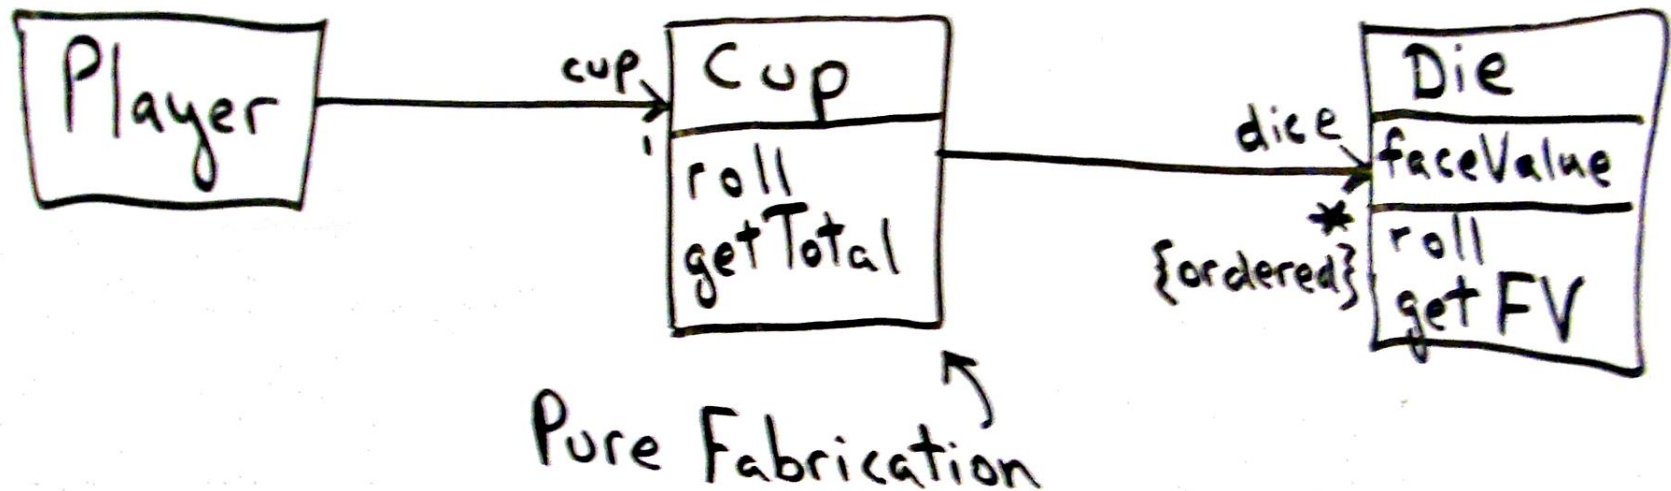 Player
cup
1
Cup
roll
getTotal
dice
*
{ordered}
Die
faceValue
roll
getFV
Pure Fabrication